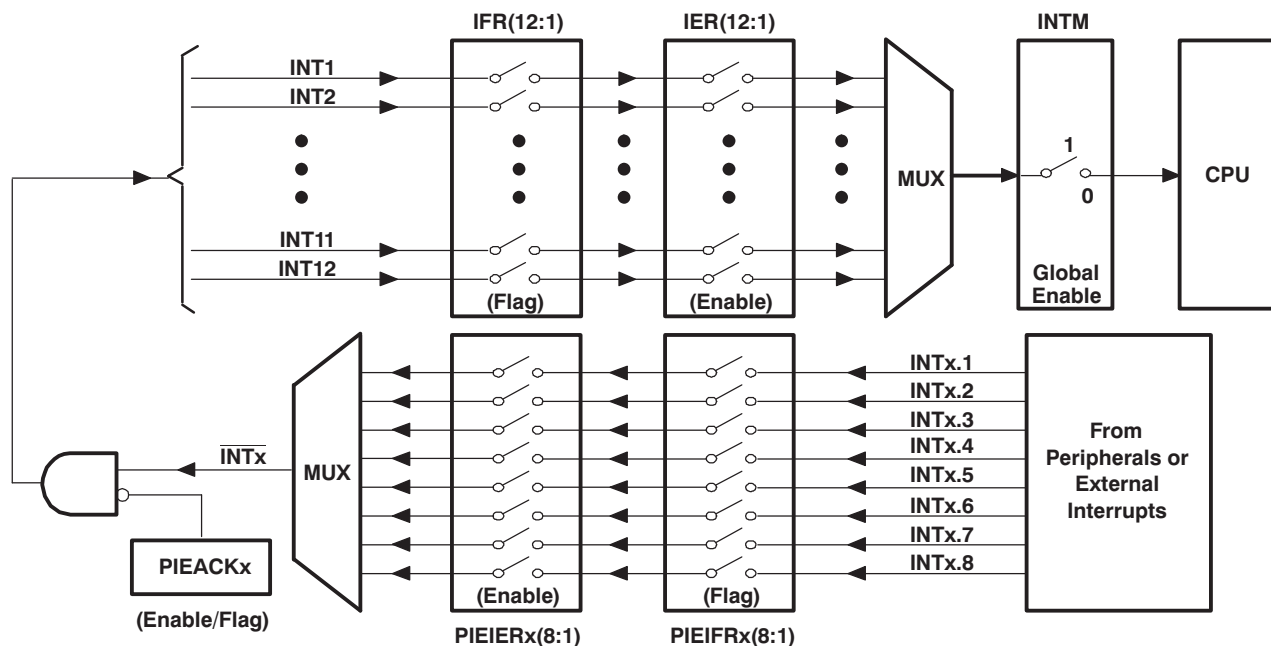 IFR(12:1)
IER(12:1)
INTM
INT1
INT2
1
MUX
CPU
0
INT11
INT12
Global
Enable
(Flag)
(Enable)
INTx.1
INTx.2
INTx.3
INTx.4
INTx.5
INTx.6
INTx.7
INTx.8
From
Peripherals or
External
Interrupts
INTx
MUX
PIEACKx
(Enable/Flag)
(Enable)
(Flag)
PIEIERx(8:1)
PIEIFRx(8:1)